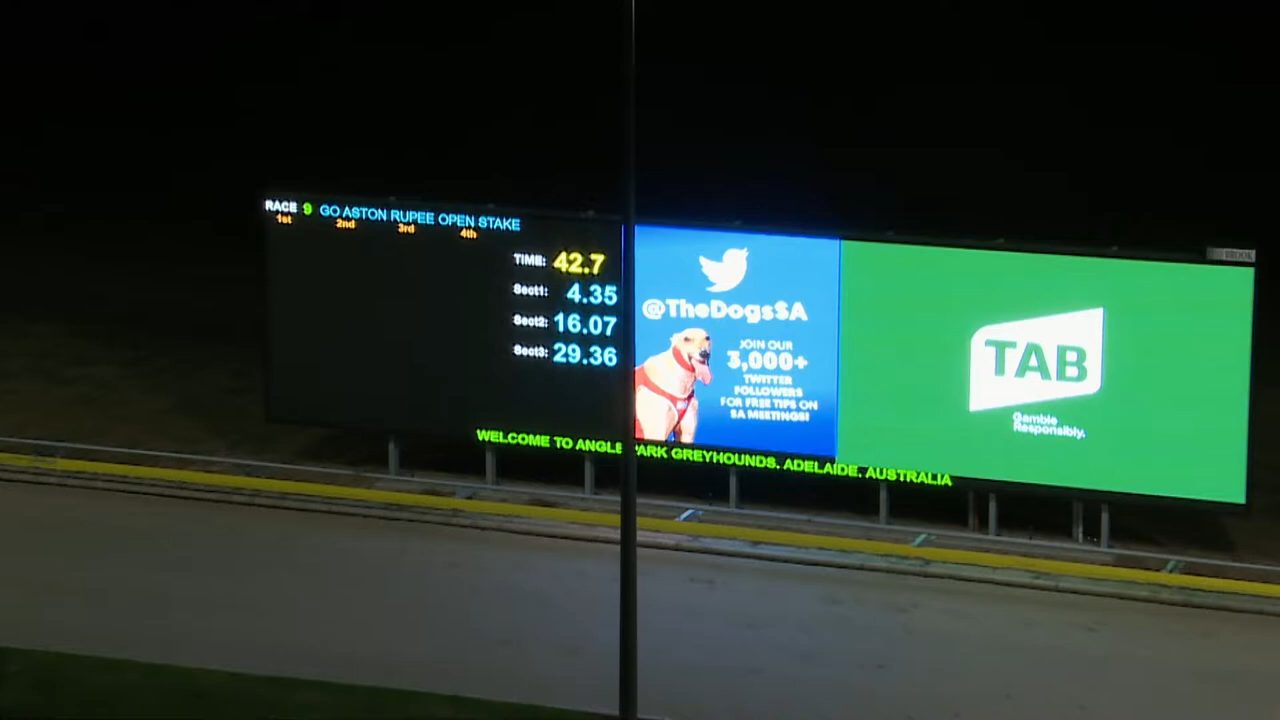 RACE 9 GO ASTON RUPEE OPEN STAKE
1st 2nd 3rd 4th
TIME: 42.7
Sect1: 4.35
Sect2: 16.07
Sect3: 29.36
@TheDogsSA
JOIN OUR
3,000+
TWITTER
FOLLOWERS
FOR FREE TIPS ON
SA MEETINGS!
TAB
Gamble
Responsibly.
WELCOME TO ANGLE PARK GREYHOUNDS, ADELAIDE, AUSTRALIA